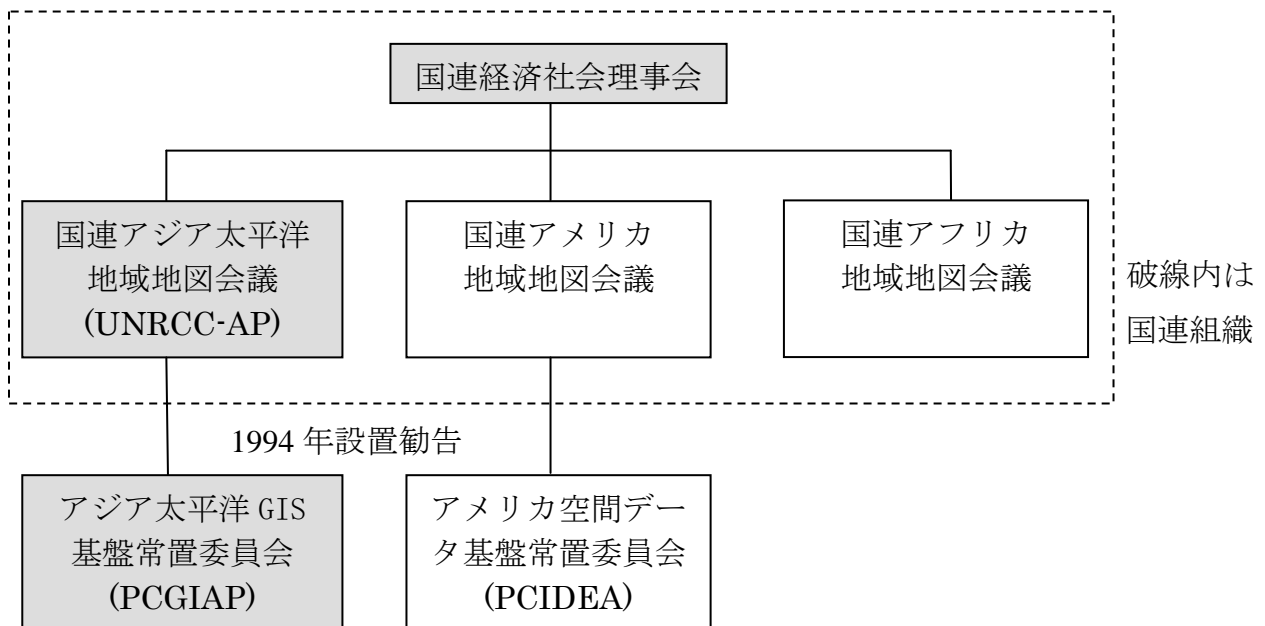 国連経済社会理事会
国連アジア太平洋
地域地図会議
(UNRCC-AP)
国連アメリカ
地域地図会議
国連アフリカ
地域地図会議
破線内は
国連組織
1994 年設置勧告
アジア太平洋 GIS
基盤常置委員会
(PCGIAP)
アメリカ空間デー
タ基盤常置委員会
(PCIDEA)